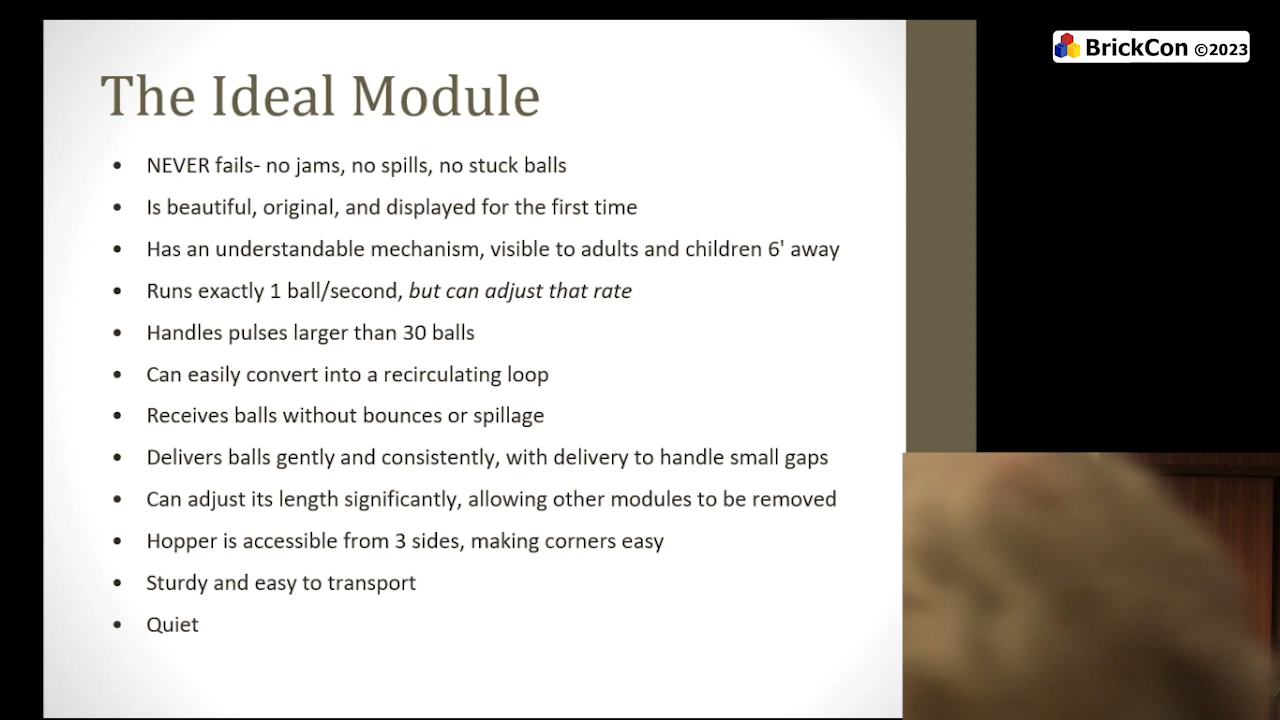 BrickCon ©2023
The Ideal Module
• NEVER fails- no jams, no spills, no stuck balls
• Is beautiful, original, and displayed for the first time
• Has an understandable mechanism, visible to adults and children 6' away
• Runs exactly 1 ball/second, but can adjust that rate
• Handles pulses larger than 30 balls
• Can easily convert into a recirculating loop
• Receives balls without bounces or spillage
• Delivers balls gently and consistently, with delivery to handle small gaps
• Can adjust its length significantly, allowing other modules to be removed
• Hopper is accessible from 3 sides, making corners easy
• Sturdy and easy to transport
• Quiet